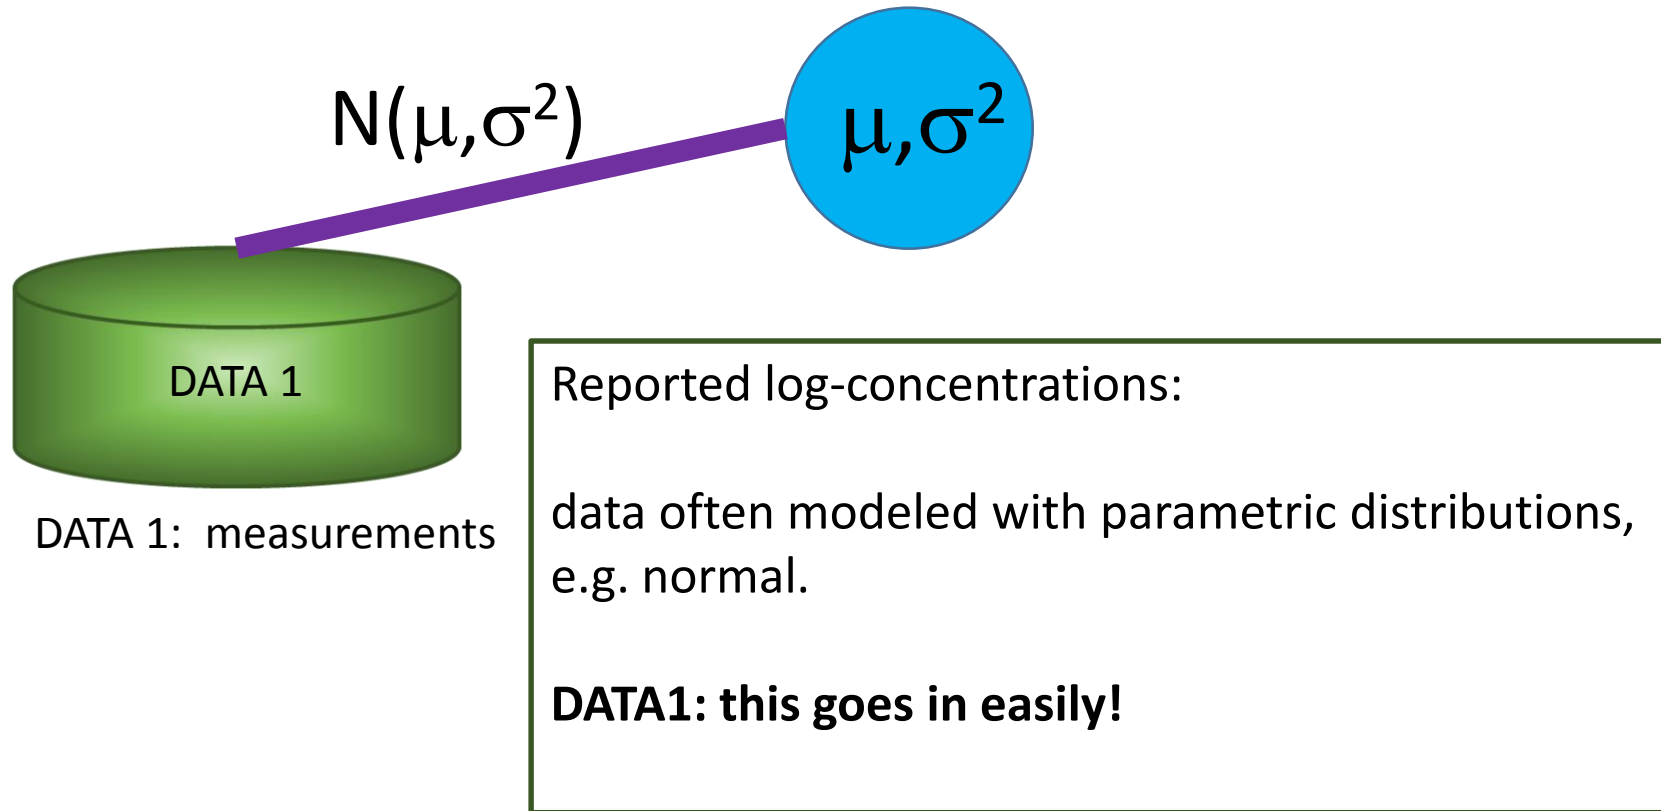 N(μ,σ²)
μ,σ²
DATA 1
DATA 1:  measurements
Reported log-concentrations:
data often modeled with parametric distributions,
e.g. normal.
DATA1: this goes in easily!